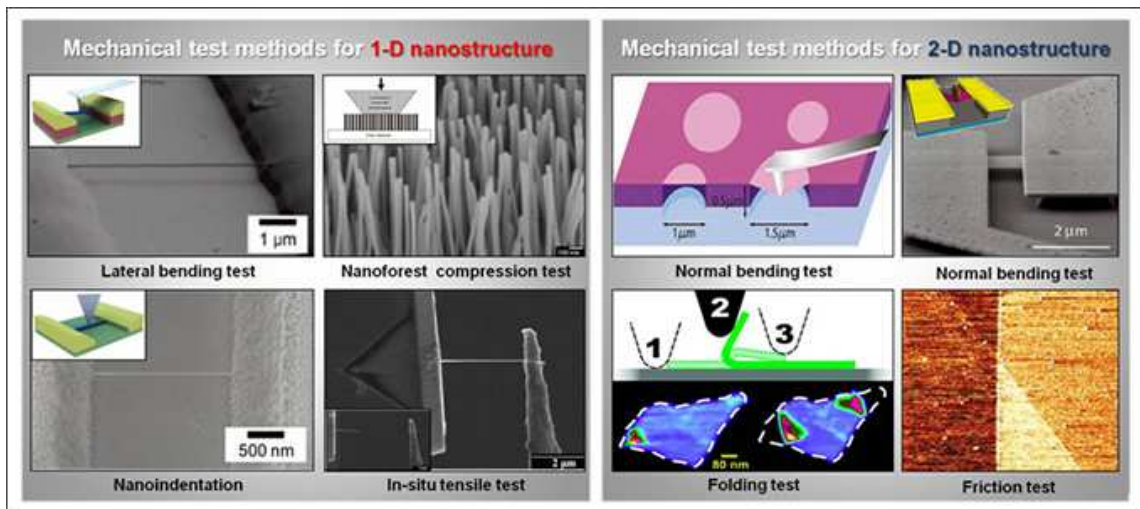 Mechanical test methods for 1-D nanostructure
1 µm
Lateral bending test
Nanoforest compression test
500 nm
Nanoindentation
2 µm
In-situ tensile test
Mechanical test methods for 2-D nanostructure
0.5µm
1µm
1.5µm
Normal bending test
2 µm
Normal bending test
1
2
3
80 nm
Folding test
Friction test